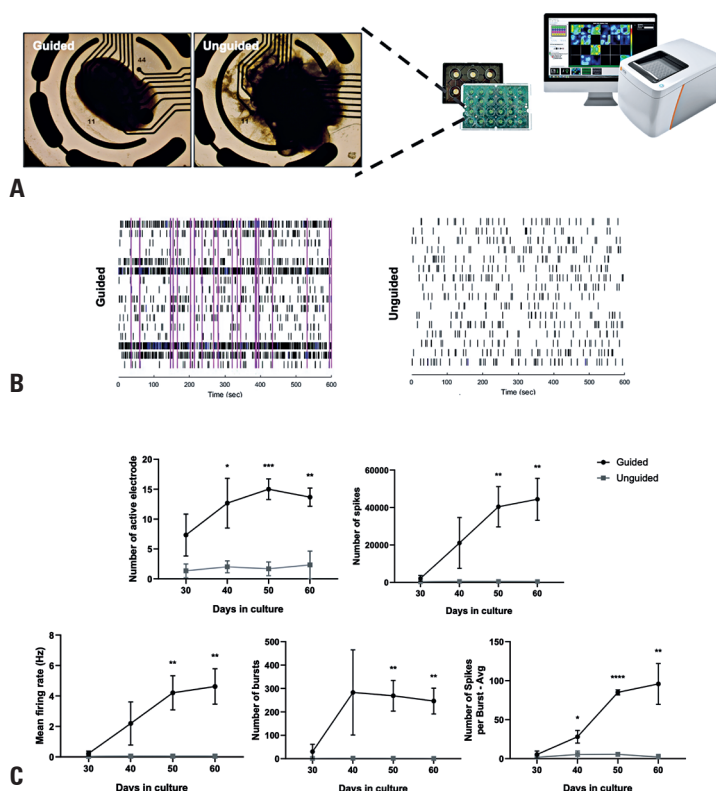 Guided
Unguided
44
11
11
A
Guided
0 100 200 300 400 500 600
Time (sec)
Unguided
0 100 200 300 400 500 600
Time (sec)
B
Number of active electrode
20
15
10
5
0
*
***
**
30 40 50 60
Days in culture
Number of spikes
60000
40000
20000
0
**
**
30 40 50 60
Days in culture
Guided
Unguided
Mean firing rate (Hz)
8
6
4
2
0
**
**
30 40 50 60
Days in culture
Number of bursts
500
400
300
200
100
0
**
**
30 40 50 60
Days in culture
Number of Spikes
per Burst - Avg
150
100
50
0
*
****
**
30 40 50 60
Days in culture
C